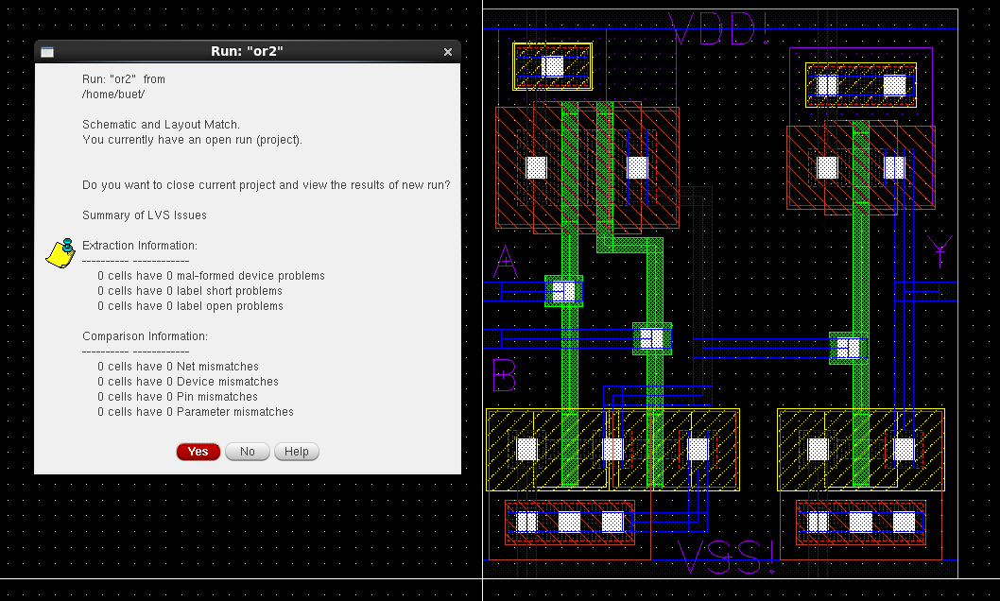 Run: "or2"
Run: "or2" from
/home/buet/
Schematic and Layout Match.
You currently have an open run (project).
Do you want to close current project and view the results of new run?
Summary of LVS Issues
Extraction Information:
---------- ------------
0 cells have 0 mal-formed device problems
0 cells have 0 label short problems
0 cells have 0 label open problems
Comparison Information:
---------- ------------
0 cells have 0 Net mismatches
0 cells have 0 Device mismatches
0 cells have 0 Pin mismatches
0 cells have 0 Parameter mismatches
Yes No Help
VDD!
A
Y
B
VSS!